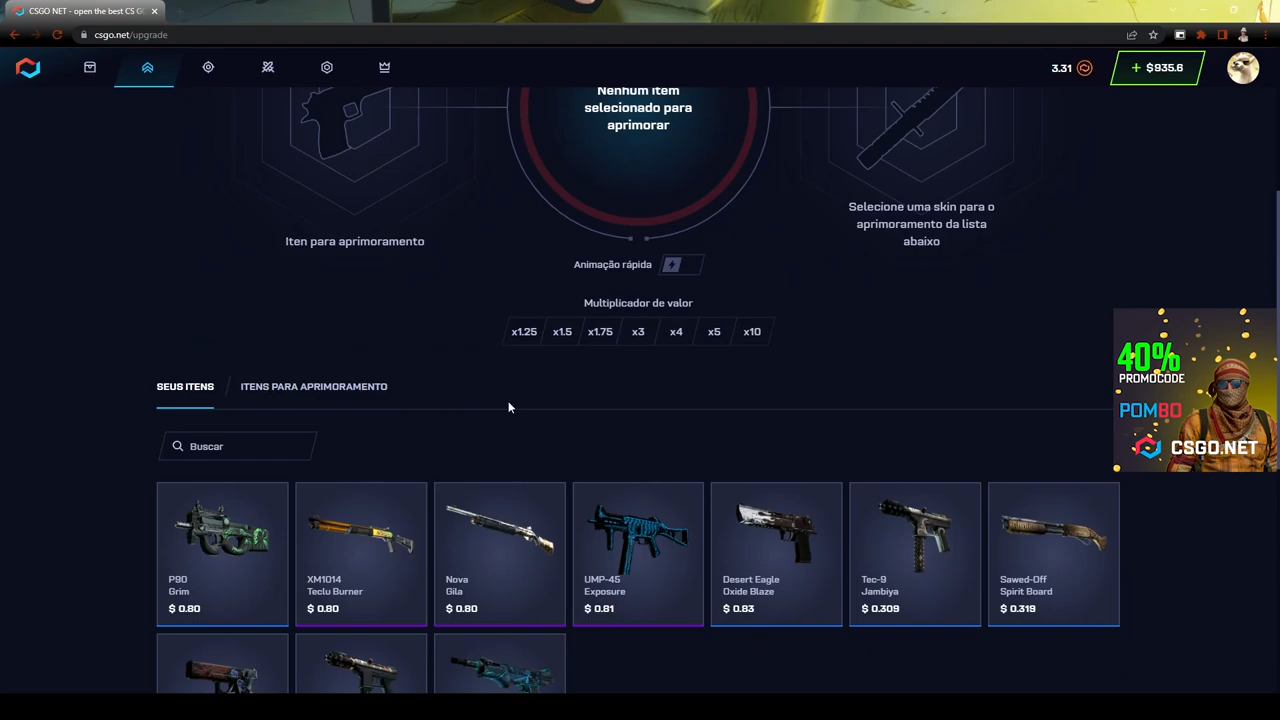 CSGO NET - open the best CS G
csgo.net/upgrade
3.31
+ $935.6
Nenhum item
selecionado para
aprimorar
Iten para aprimoramento
Selecione uma skin para o
aprimoramento da lista
abaixo
Animação rápida
Multiplicador de valor
x1.25 x1.5 x1.75 x3 x4 x5 x10
40%
PROMOCODE
POMBO
CSGO.NET
SEUS ITENS
ITENS PARA APRIMORAMENTO
Buscar
P90
Grim
$ 0.80
XM1014
Teclu Burner
$ 0.80
Nova
Gila
$ 0.80
UMP-45
Exposure
$ 0.81
Desert Eagle
Oxide Blaze
$ 0.83
Tec-9
Jambiya
$ 0.309
Sawed-Off
Spirit Board
$ 0.319